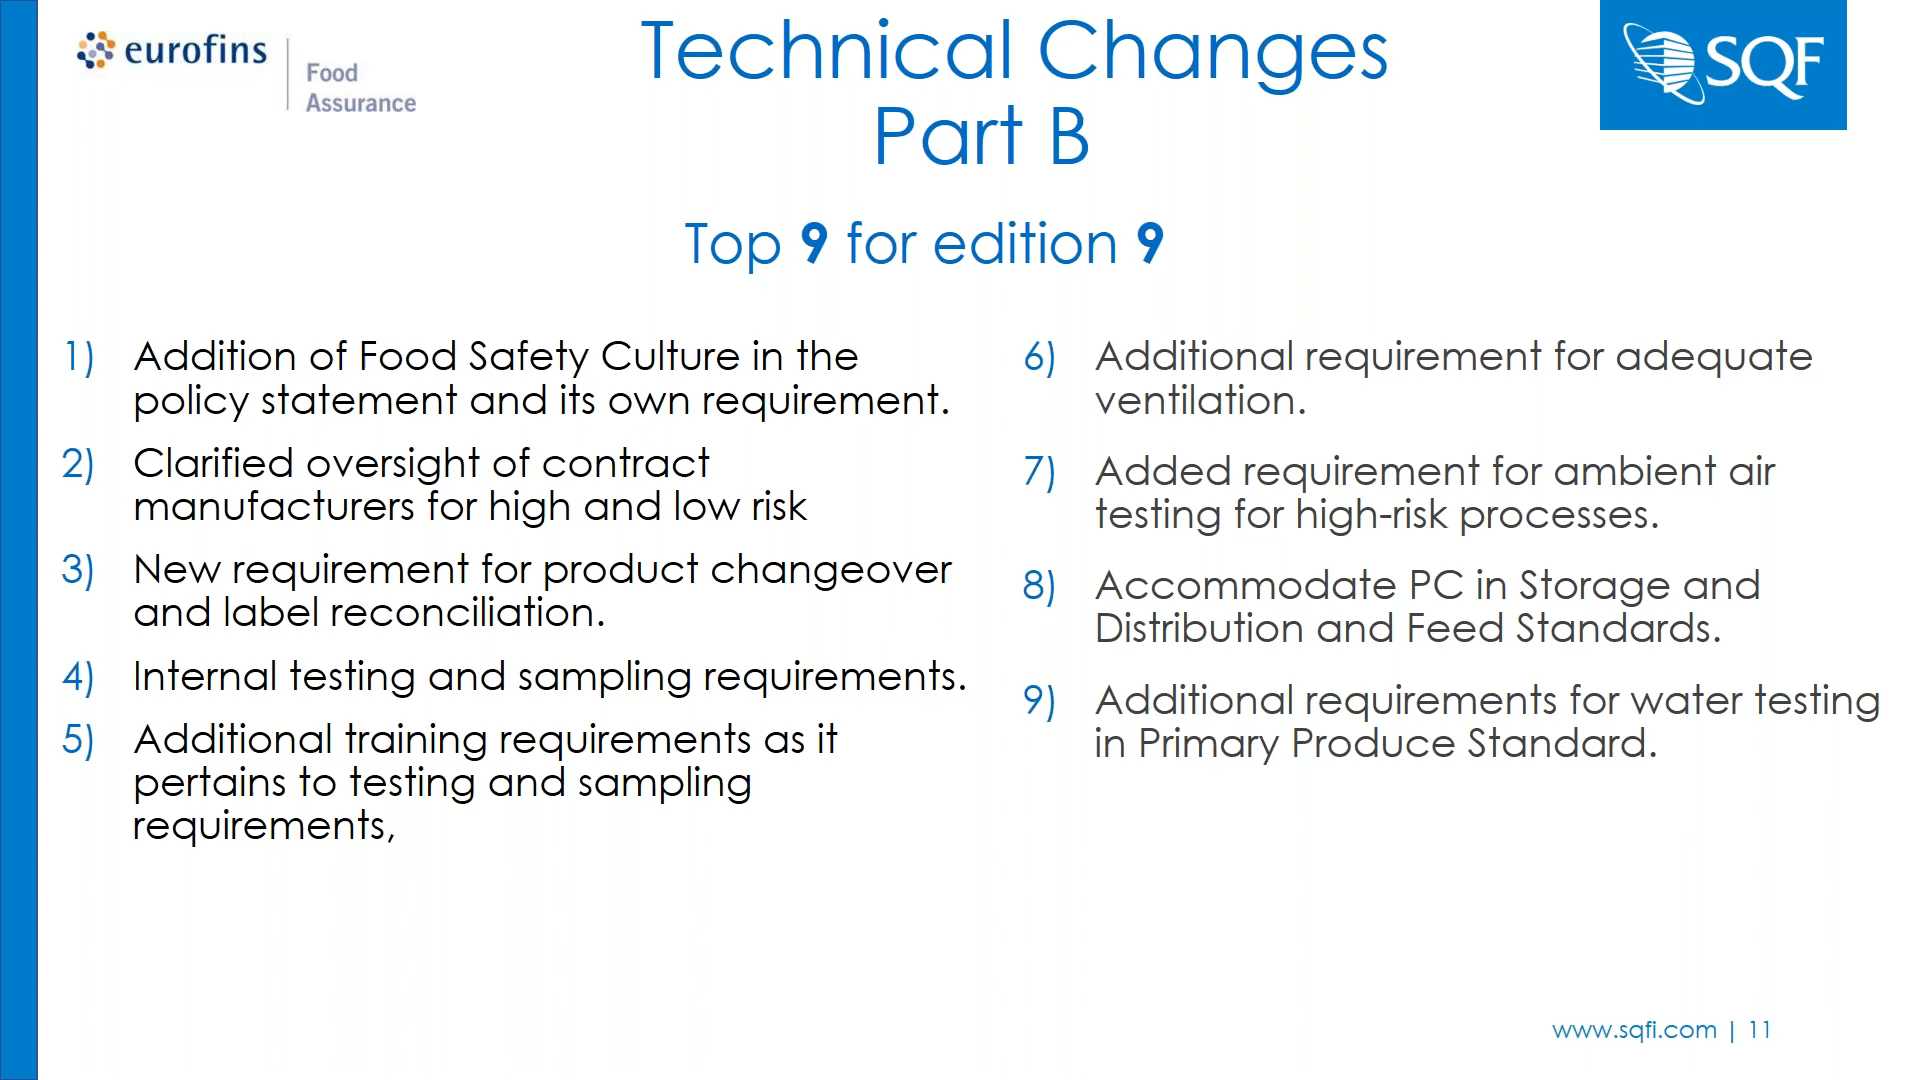 eurofins
Food
Assurance
Technical Changes
Part B
SQF
Top 9 for edition 9
1) Addition of Food Safety Culture in the
policy statement and its own requirement.
2) Clarified oversight of contract
manufacturers for high and low risk
3) New requirement for product changeover
and label reconciliation.
4) Internal testing and sampling requirements.
5) Additional training requirements as it
pertains to testing and sampling
requirements,
6) Additional requirement for adequate
ventilation.
7) Added requirement for ambient air
testing for high-risk processes.
8) Accommodate PC in Storage and
Distribution and Feed Standards.
9) Additional requirements for water testing
in Primary Produce Standard.
www.sqfi.com | 11